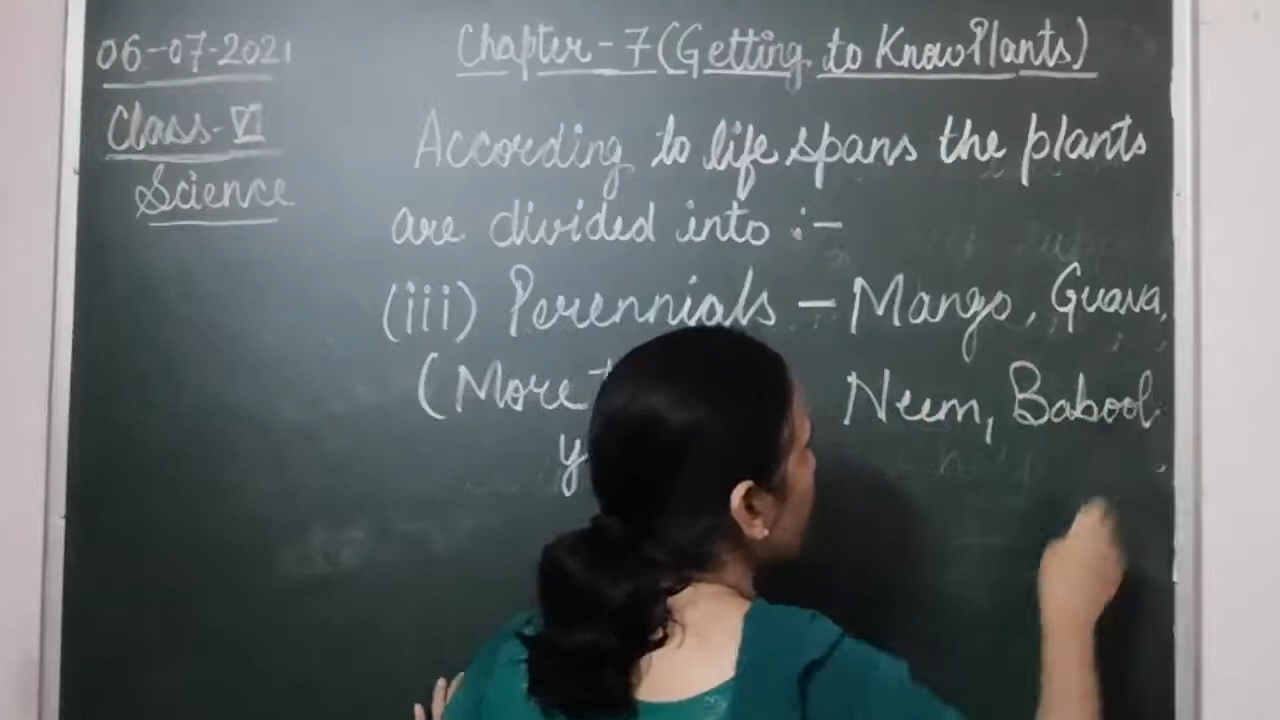 06-07-2021
Class-VI
Science
Chapter-7(Getting to Know Plants)
According to life spans the plants
are divided into :-
(iii) Perennials - Mango, Guava,
(More Neem, Babool